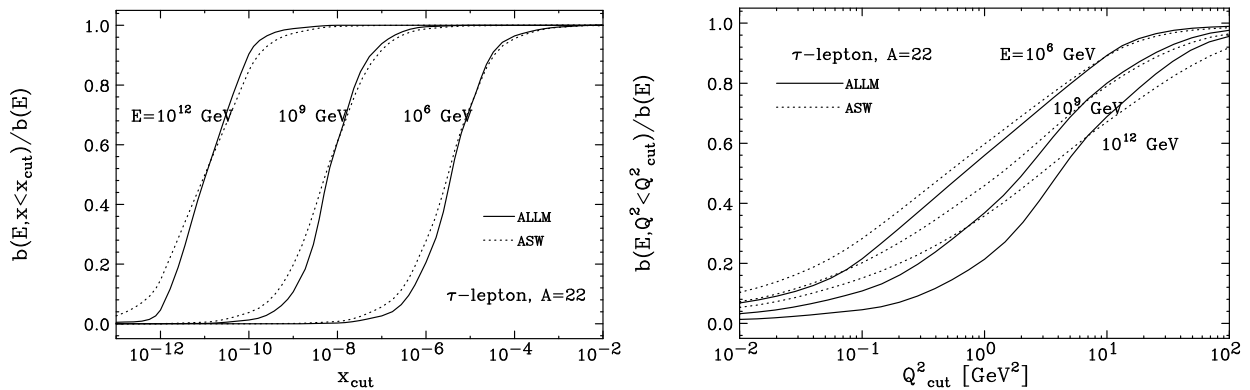 b(E,x<x_cut)/b(E)
1.0
0.8
0.6
0.4
0.2
0.0
E=10^12 GeV
10^9 GeV
10^6 GeV
ALLM
ASW
τ-lepton, A=22
10^-12
10^-10
10^-8
10^-6
10^-4
10^-2
x_cut
b(E,Q^2<Q^2_cut)/b(E)
1.0
0.8
0.6
0.4
0.2
0.0
τ-lepton, A=22
ALLM
ASW
E=10^6 GeV
10^9 GeV
10^12 GeV
10^-2
10^-1
10^0
10^1
10^2
Q^2_cut [GeV^2]